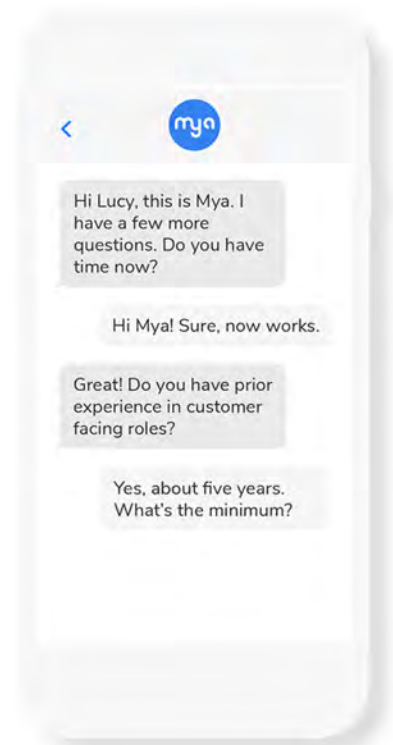 mya
Hi Lucy, this is Mya. I
have a few more
questions. Do you have
time now?
Hi Mya! Sure, now works.
Great! Do you have prior
experience in customer
facing roles?
Yes, about five years.
What's the minimum?